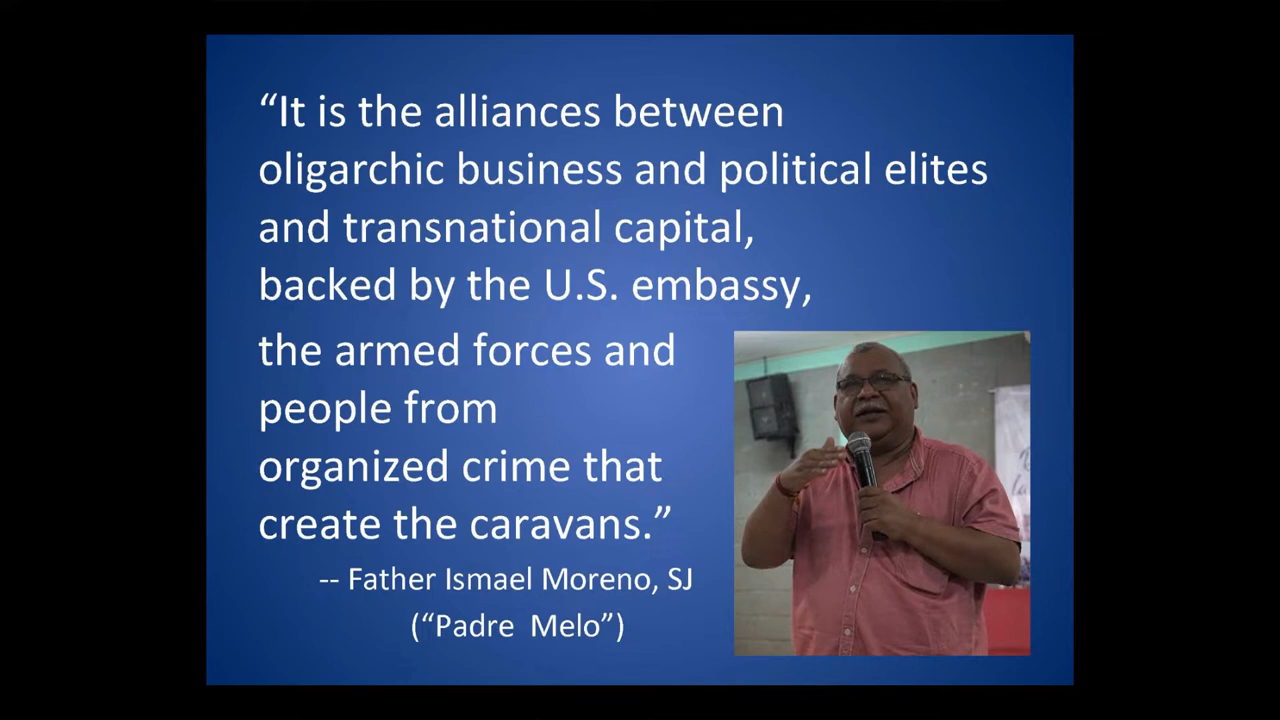 “It is the alliances between
oligarchic business and political elites
and transnational capital,
backed by the U.S. embassy,
the armed forces and
people from
organized crime that
create the caravans.”
-- Father Ismael Moreno, SJ
(“Padre Melo”)